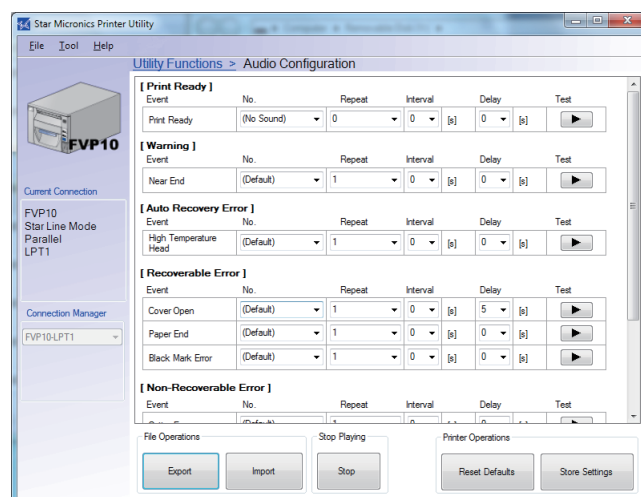 Star Micronics Printer Utility
File Tool Help
Utility Functions > Audio Configuration
FVP10
Current Connection
FVP10
Star Line Mode
Parallel
LPT1
Connection Manager
FVP10-LPT1
[ Print Ready ]
Event No. Repeat Interval Delay Test
Print Ready (No Sound) 0 0 [s] 0 [s]
[ Warning ]
Event No. Repeat Interval Delay Test
Near End (Default) 1 0 [s] 0 [s]
[ Auto Recovery Error ]
Event No. Repeat Interval Delay Test
High Temperature Head (Default) 1 0 [s] 0 [s]
[ Recoverable Error ]
Event No. Repeat Interval Delay Test
Cover Open (Default) 1 0 [s] 5 [s]
Paper End (Default) 1 0 [s] 0 [s]
Black Mark Error (Default) 1 0 [s] 0 [s]
[ Non-Recoverable Error ]
Event No. Repeat Interval Delay Test
File Operations Stop Playing Printer Operations
Export Import Stop Reset Defaults Store Settings